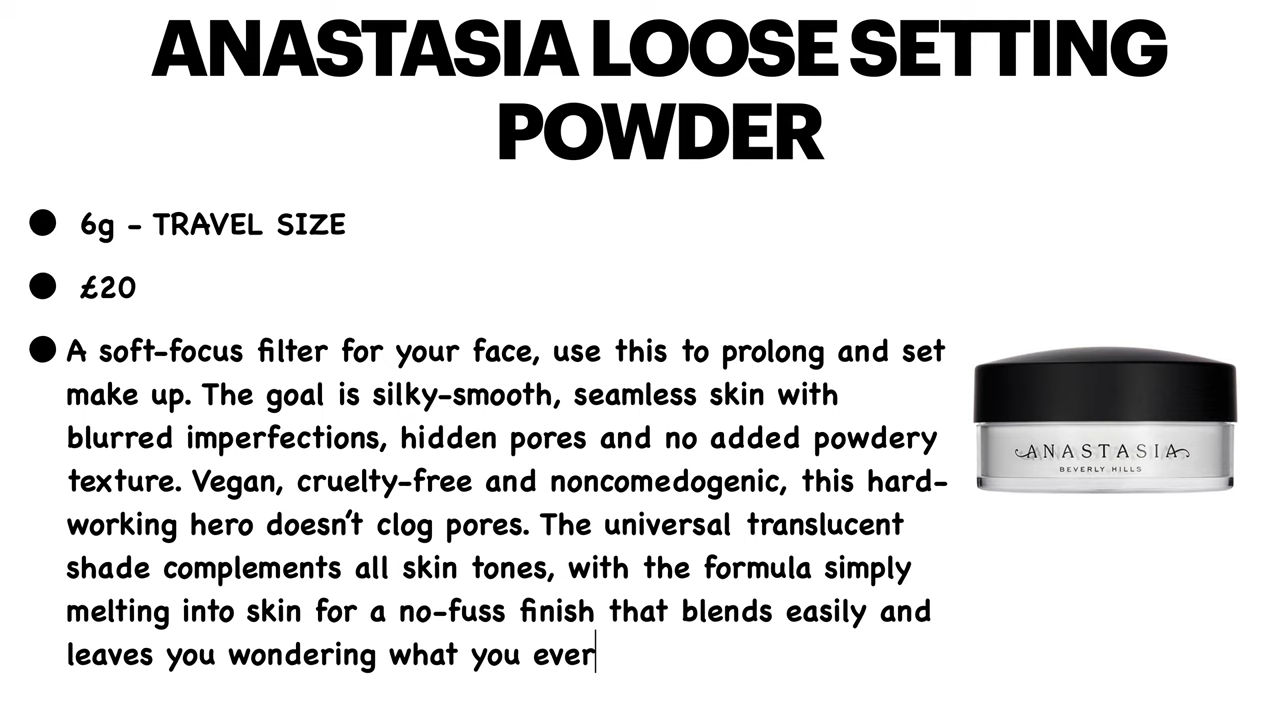 ANASTASIA LOOSE SETTING
POWDER
6g - TRAVEL SIZE
£20
A soft-focus filter for your face, use this to prolong and set
make up. The goal is silky-smooth, seamless skin with
blurred imperfections, hidden pores and no added powdery
texture. Vegan, cruelty-free and noncomedogenic, this hard-
working hero doesn't clog pores. The universal translucent
shade complements all skin tones, with the formula simply
melting into skin for a no-fuss finish that blends easily and
leaves you wondering what you ever
ANASTASIA
BEVERLY HILLS